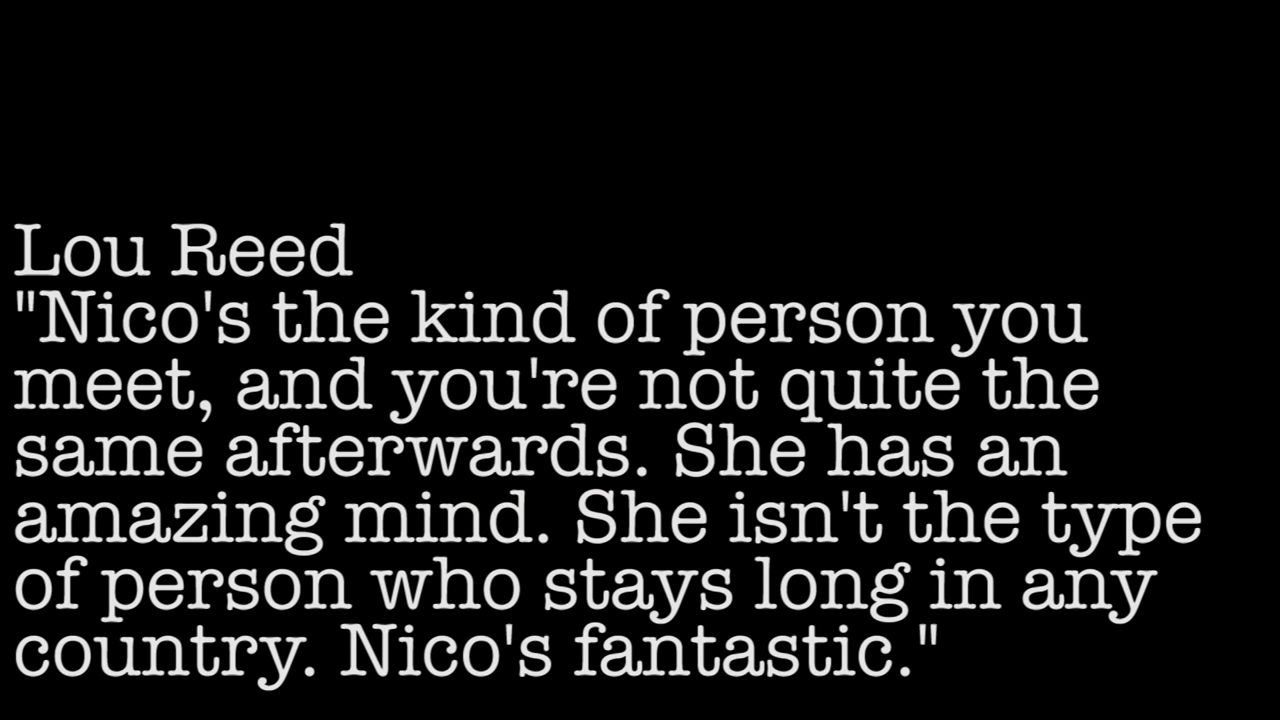 Lou Reed
"Nico's the kind of person you
meet, and you're not quite the
same afterwards. She has an
amazing mind. She isn't the type
of person who stays long in any
country. Nico's fantastic."